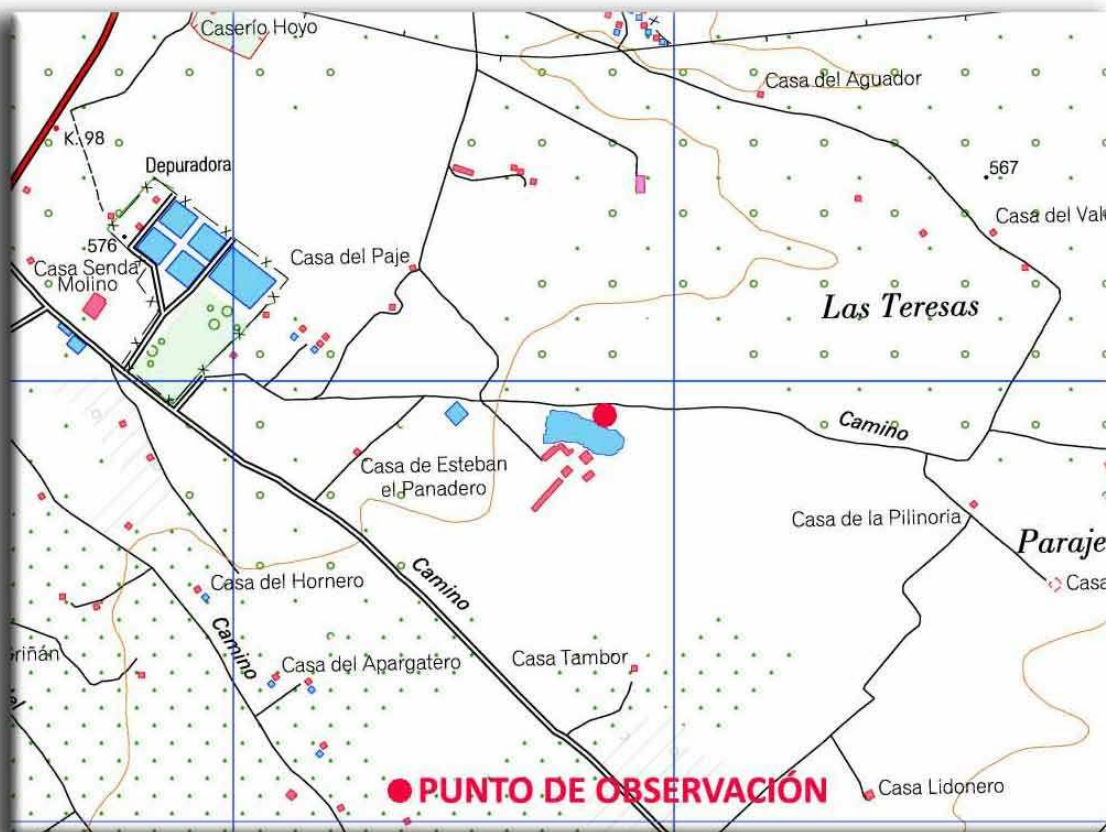 Caserío Hoyo
Casa del Aguador
K. 98
Depuradora
567
Casa del Val
576
Casa Senda
Molino
Casa del Paje
Las Teresas
Camino
Casa de Esteban
el Panadero
Casa de la Pilinoria
Paraje
Camino
Casa del Hornero
Casa
Camino
riñán
Casa del Apargatero
Casa Tambor
Casa Lidonero
PUNTO DE OBSERVACIÓN